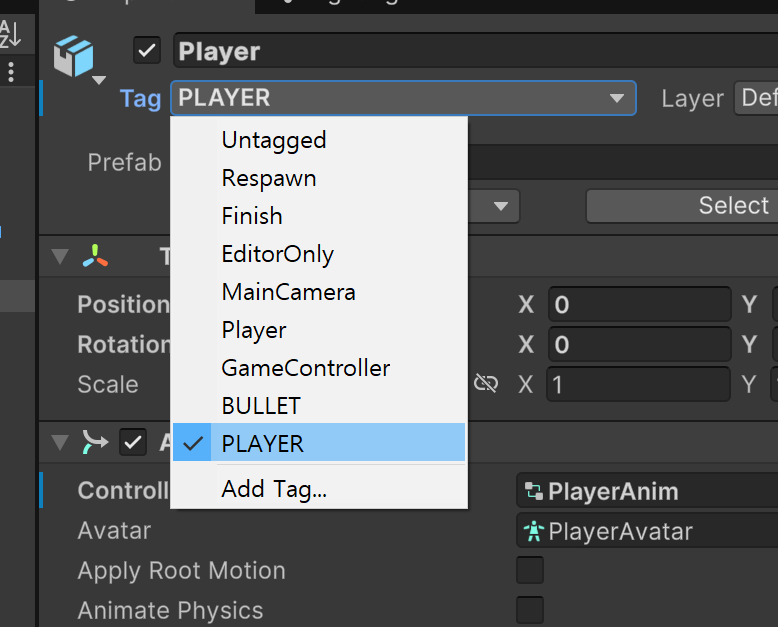 Player
Tag PLAYER Layer Def
Untagged
Prefab
Respawn
Finish
Select
EditorOnly
MainCamera
Position X 0 Y
Player
Rotation X 0 Y
GameController
Scale X 1 Y
BULLET
PLAYER
Add Tag...
Controll PlayerAnim
Avatar PlayerAvatar
Apply Root Motion
Animate Physics